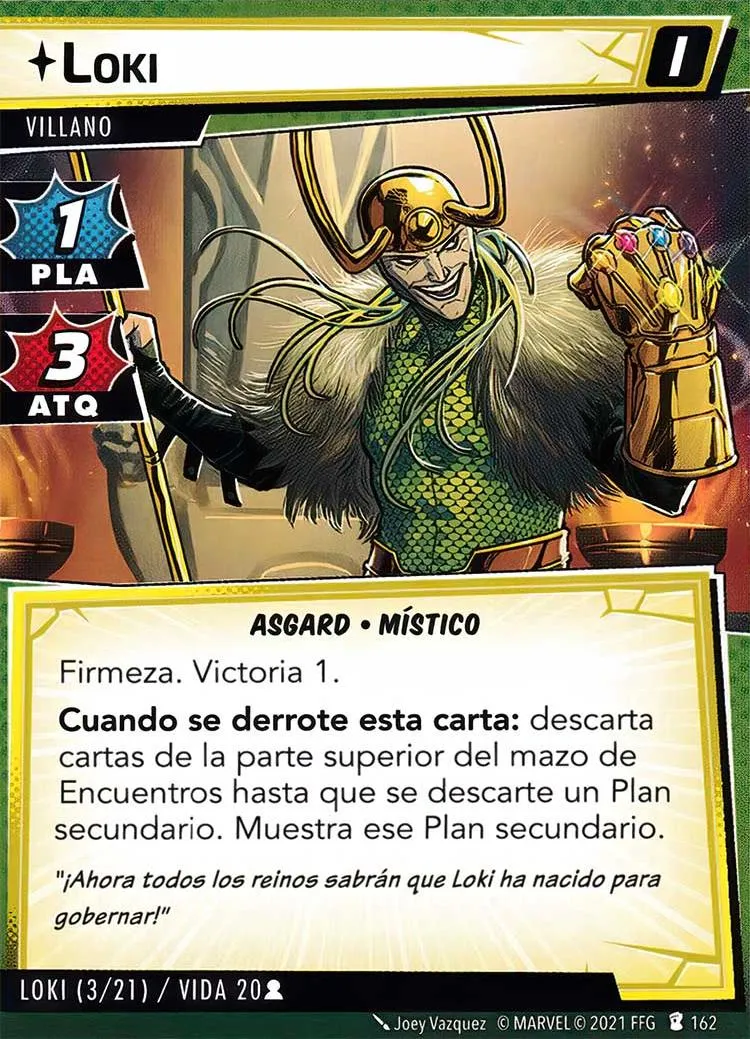 Loki
I
VILLANO
1
PLA
3
ATQ
ASGARD • MÍSTICO
Firmeza. Victoria 1.
Cuando se derrote esta carta: descarta
cartas de la parte superior del mazo de
Encuentros hasta que se descarte un Plan
secundario. Muestra ese Plan secundario.
"¡Ahora todos los reinos sabrán que Loki ha nacido para
gobernar!"
LOKI (3/21) / VIDA 20
Joey Vazquez © MARVEL © 2021 FFG 162